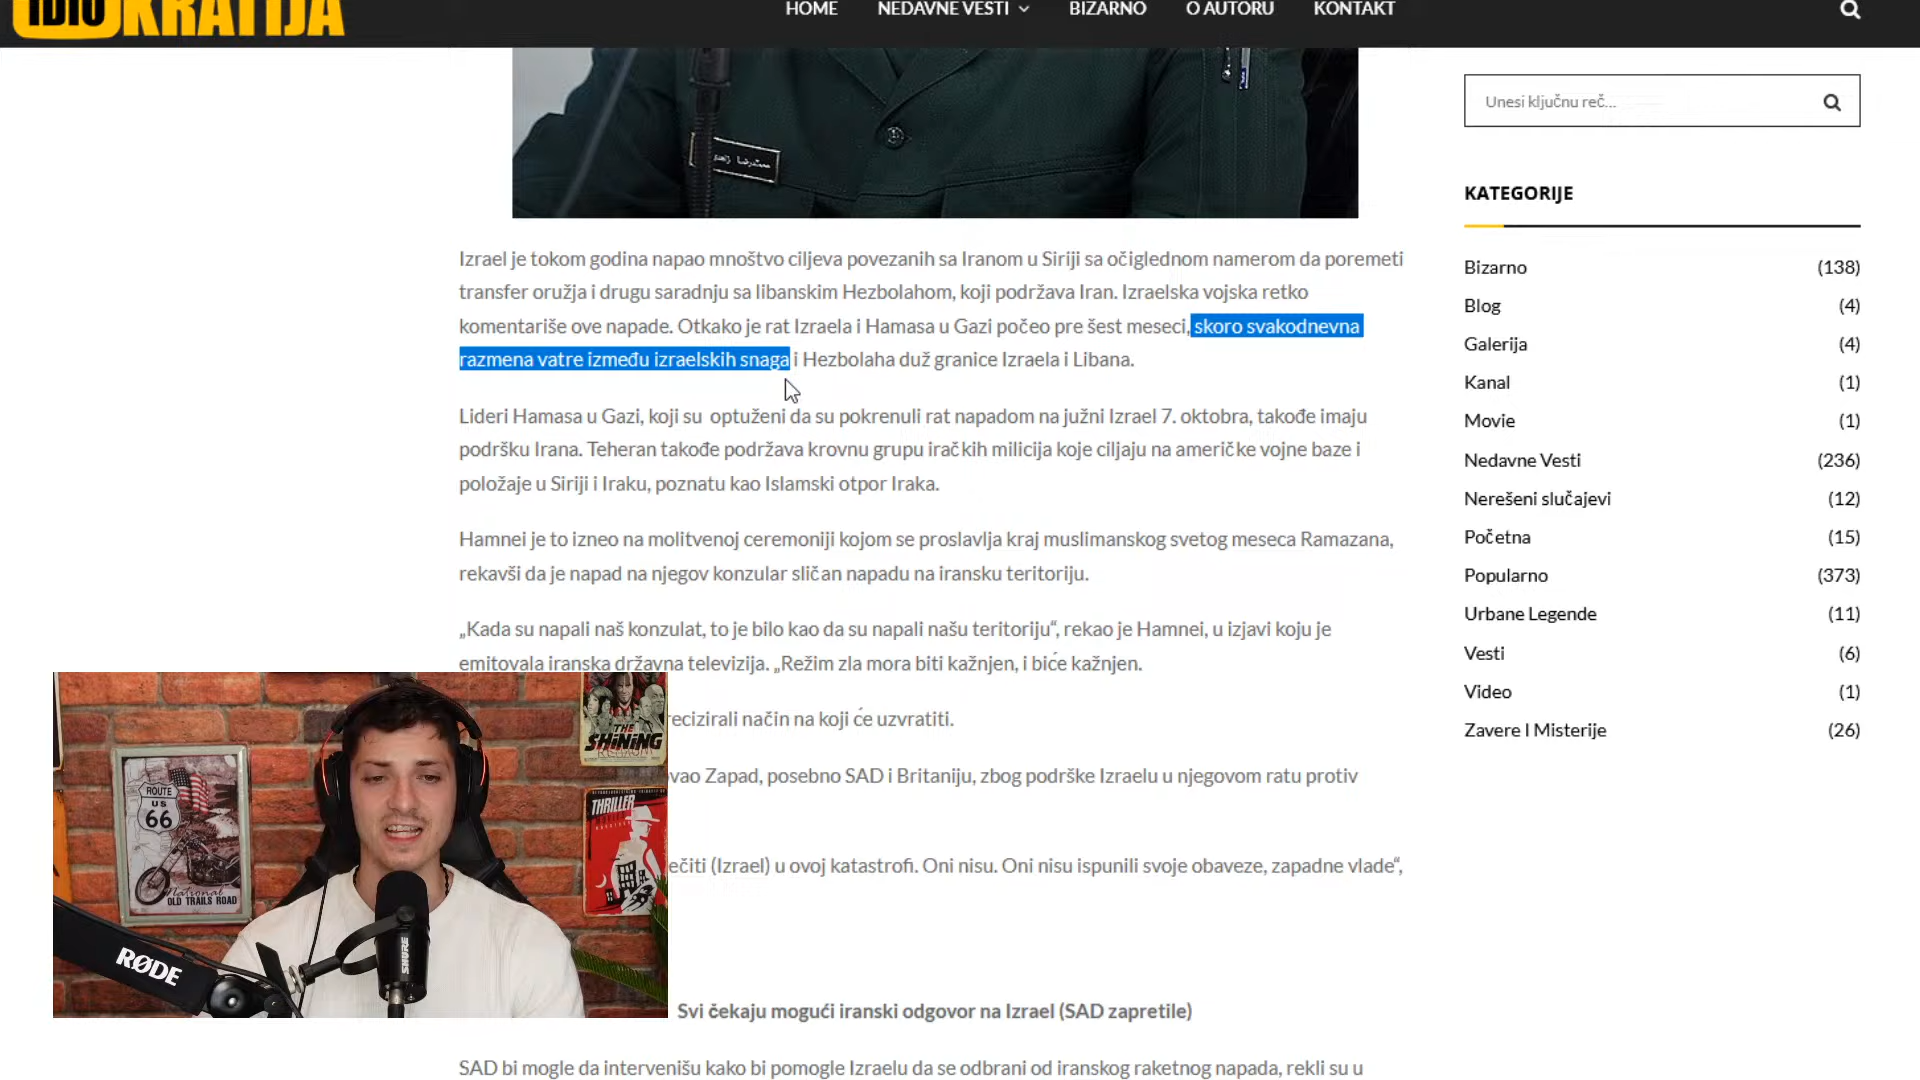 IDIOKRATIJA
HOME NEDAVNE VESTI BIZARNO O AUTORU KONTAKT
Unesi ključnu reč...
KATEGORIJE
Bizarno (138)
Blog (4)
Galerija (4)
Kanal (1)
Movie (1)
Nedavne Vesti (236)
Nerešeni slučajevi (12)
Početna (15)
Popularno (373)
Urbane Legende (11)
Vesti (6)
Video (1)
Zavere I Misterije (26)
Izrael je tokom godina napao mnoštvo ciljeva povezanih sa Iranom u Siriji sa očiglednom namerom da poremeti
transfer oružja i drugu saradnju sa libanskim Hezbolahom, koji podržava Iran. Izraelska vojska retko
komentariše ove napade. Otkako je rat Izraela i Hamasa u Gazi počeo pre šest meseci, skoro svakodnevna
razmena vatre između izraelskih snaga i Hezbolaha duž granice Izraela i Libana.
Lideri Hamasa u Gazi, koji su optuženi da su pokrenuli rat napadom na južni Izrael 7. oktobra, takođe imaju
podršku Irana. Teheran takođe podržava krovnu grupu iračkih milicija koje ciljaju na američke vojne baze i
položaje u Siriji i Iraku, poznatu kao Islamski otpor Iraka.
Hamnei je to izneo na molitvenoj ceremoniji kojom se proslavlja kraj muslimanskog svetog meseca Ramazana,
rekavši da je napad na njegov konzular sličan napadu na iransku teritoriju.
„Kada su napali naš konzulat, to je bilo kao da su napali našu teritoriju“, rekao je Hamnei, u izjavi koju je
emitovala iranska državna televizija. „Režim zla mora biti kažnjen, i biće kažnjen.
recizirali način na koji će uzvratiti.
vao Zapad, posebno SAD i Britaniju, zbog podrške Izraelu u njegovom ratu protiv
ečiti (Izrael) u ovoj katastrofi. Oni nisu. Oni nisu ispunili svoje obaveze, zapadne vlade“,
Svi čekaju mogući iranski odgovor na Izrael (SAD zapretile)
SAD bi mogle da intervenišu kako bi pomogle Izraelu da se odbrani od iranskog raketnog napada, rekli su u
ROUTE
US
66
National
OLD TRAILS ROAD
THE
SHINING
THRILLER
RØDE
SHURE